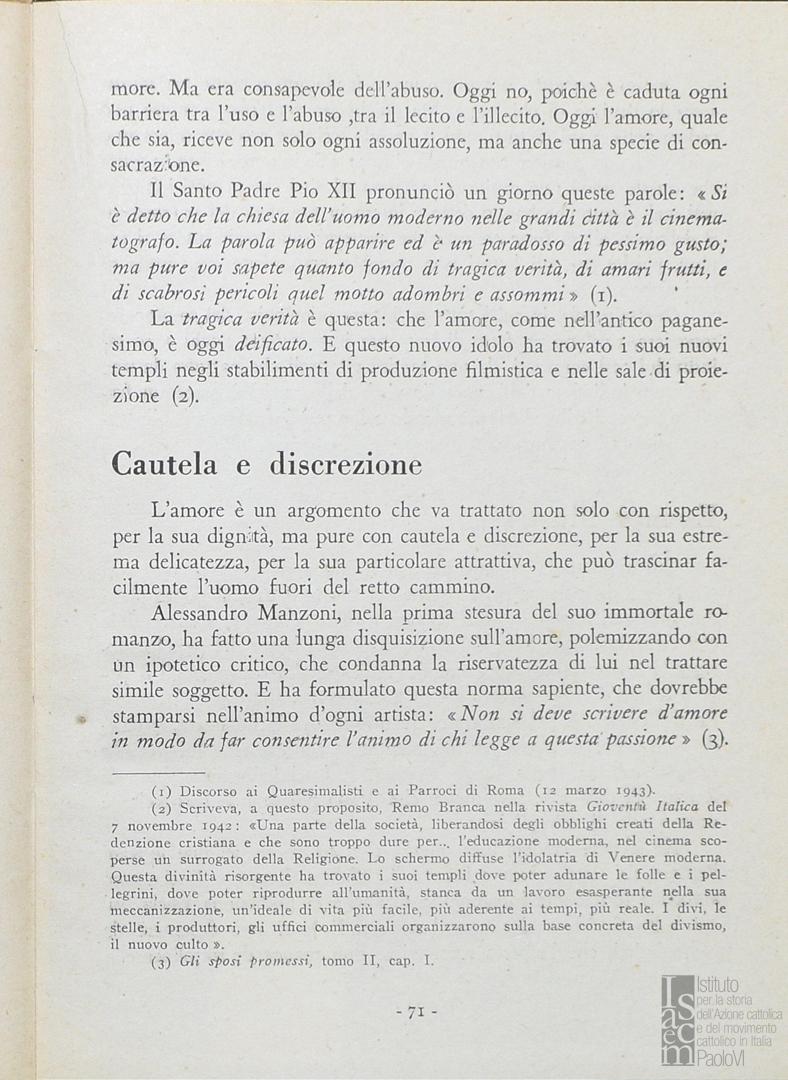 more. Ma era consapevole dell'abuso. Oggi no, poichè è caduta ogni
barriera tra l'uso e l'abuso ,tra il lecito e l'illecito. Oggi l'amore, quale
che sia, riceve non solo ogni assoluzione, ma anche una specie di con-
sacrazione.
Il Santo Padre Pio XII pronunciò un giorno queste parole: « Si
è detto che la chiesa dell'uomo moderno nelle grandi città è il cinema-
tografo. La parola può apparire ed è un paradosso di pessimo gusto;
ma pure voi sapete quanto fondo di tragica verità, di amari frutti, e
di scabrosi pericoli quel motto adombri e assommi » (1).
La tragica verità è questa: che l'amore, come nell'antico pagane-
simo, è oggi deificato. E questo nuovo idolo ha trovato i suoi nuovi
templi negli stabilimenti di produzione filmistica e nelle sale di proie-
zione (2).
Cautela e discrezione
L'amore è un argomento che va trattato non solo con rispetto,
per la sua dignità, ma pure con cautela e discrezione, per la sua estre-
ma delicatezza, per la sua particolare attrattiva, che può trascinar fa-
cilmente l'uomo fuori del retto cammino.
Alessandro Manzoni, nella prima stesura del suo immortale ro-
manzo, ha fatto una lunga disquisizione sull'amore, polemizzando con
un ipotetico critico, che condanna la riservatezza di lui nel trattare
simile soggetto. E ha formulato questa norma sapiente, che dovrebbe
stamparsi nell'animo d'ogni artista: « Non si deve scrivere d'amore
in modo da far consentire l'animo di chi legge a questa passione » (3).
(1) Discorso ai Quaresimalisti e ai Parroci di Roma (12 marzo 1943).
(2) Scriveva, a questo proposito, Remo Branca nella rivista Gioventù Italica del
7 novembre 1942: «Una parte della società, liberandosi degli obblighi creati della Re-
denzione cristiana e che sono troppo dure per... l'educazione moderna, nel cinema sco-
perse un surrogato della Religione. Lo schermo diffuse l'idolatria di Venere moderna.
Questa divinità risorgente ha trovato i suoi templi dove poter adunare le folle e i pel-
legrini, dove poter riprodurre all'umanità, stanca da un lavoro esasperante nella sua
meccanizzazione, un'ideale di vita più facile, più aderente ai tempi, più reale. I divi, le
stelle, i produttori, gli uffici commerciali organizzarono sulla base concreta del divismo,
il nuovo culto ».
(3) Gli sposi promessi, tomo II, cap. I.
- 71 -
Isacem
Istituto
per la storia
dell'Azione cattolica
e del movimento
cattolico in Italia
PaoloVI